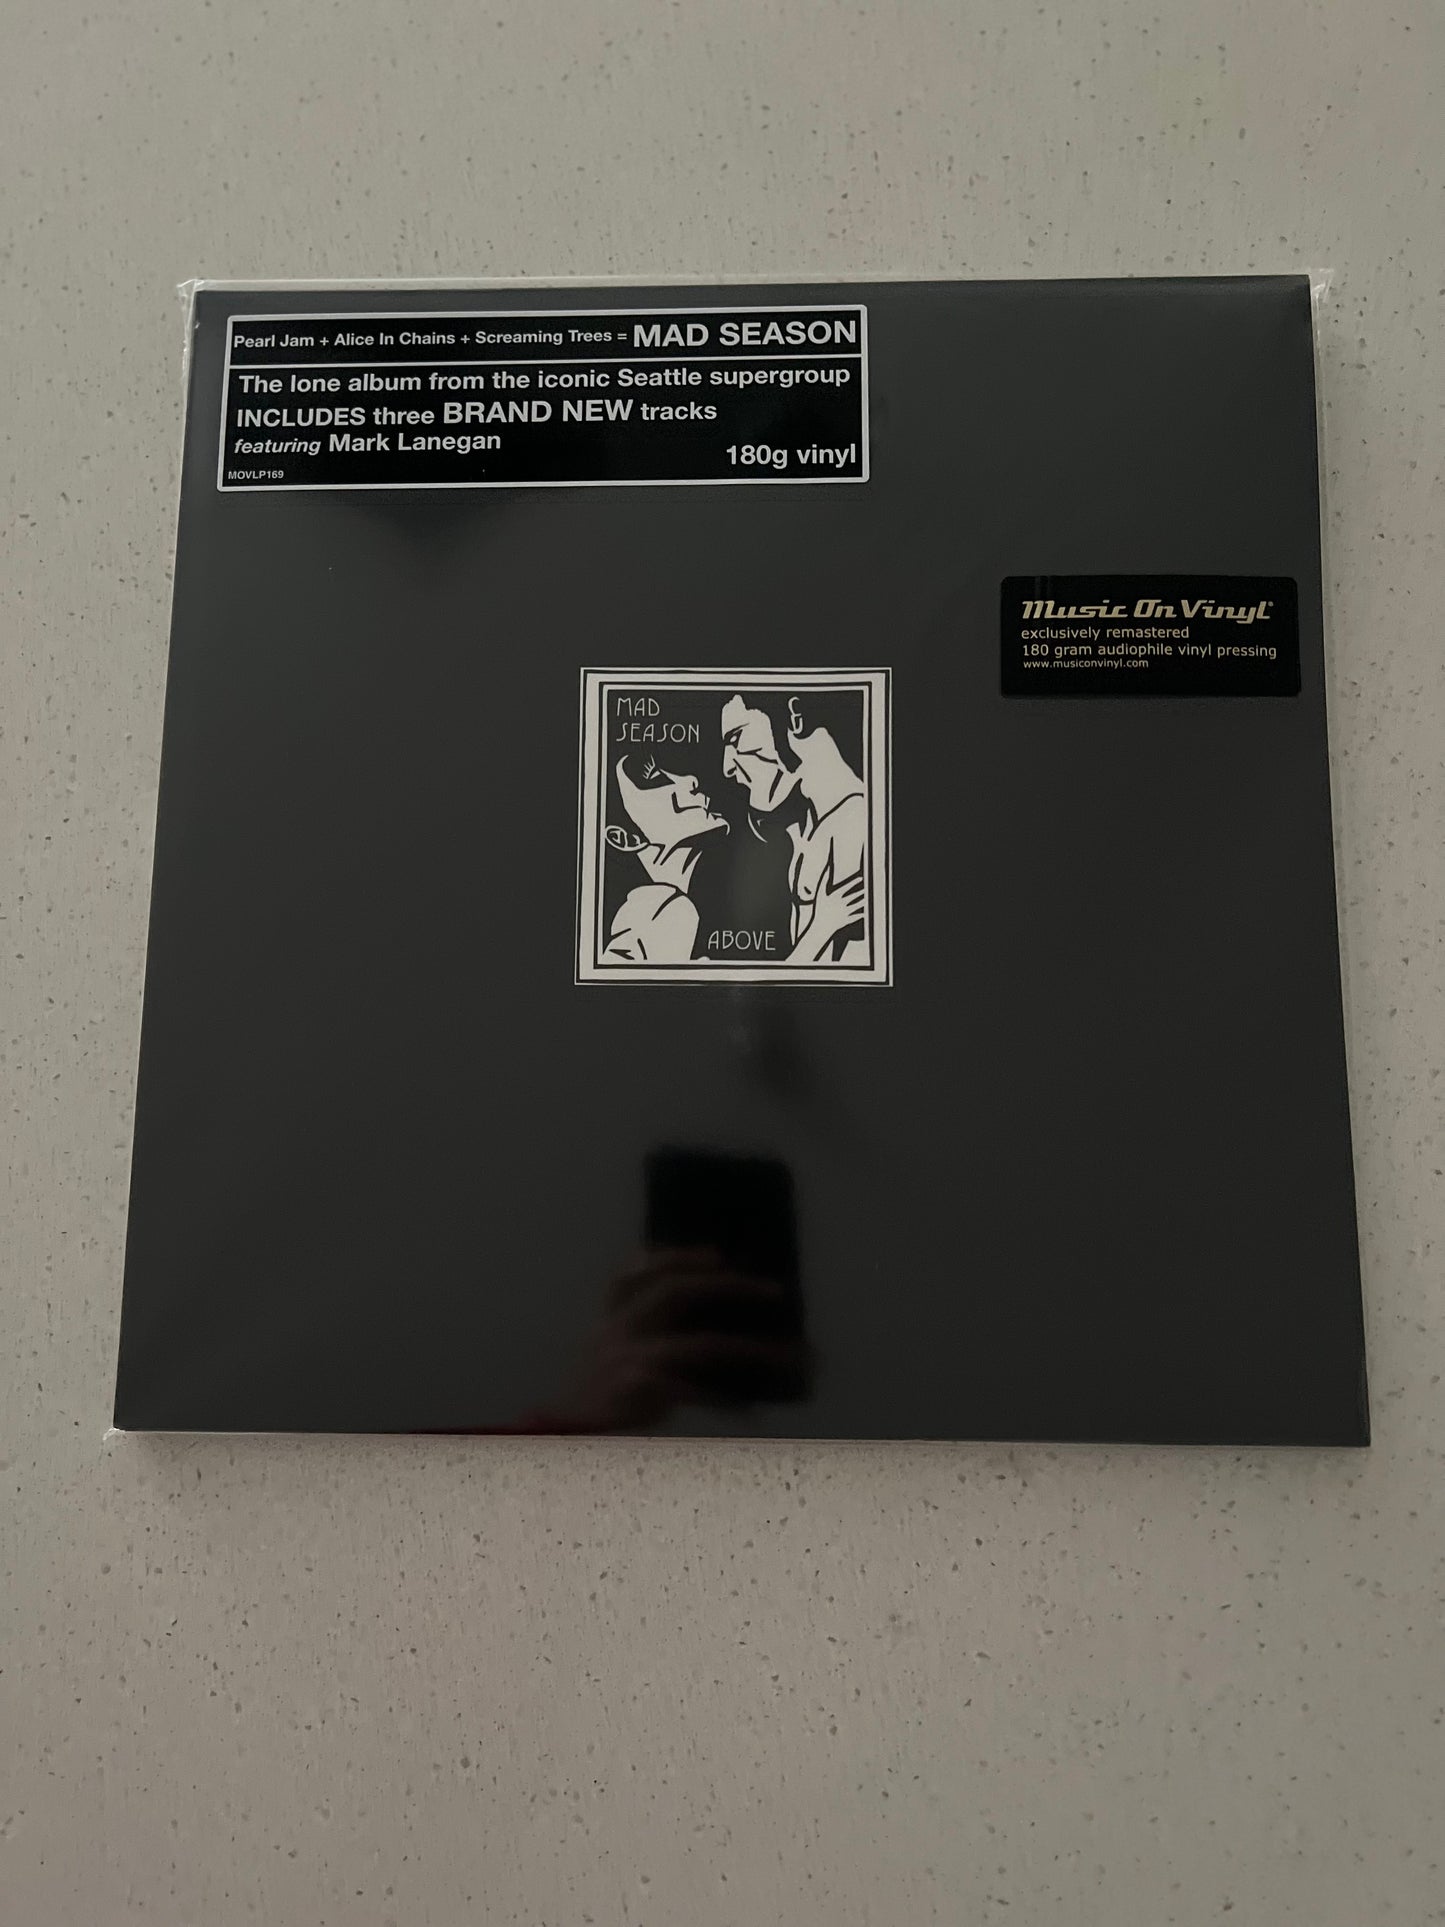 Pearl Jam + Alice In Chains + Screaming Trees = MAD SEASON
The lone album from the iconic Seattle supergroup
INCLUDES three BRAND NEW tracks
featuring Mark Lanegan
180g vinyl
MOVLP169
Music On Vinyl®
exclusively remastered
180 gram audiophile vinyl pressing
www.musiconvinyl.com
MAD
SEASON
ABOVE